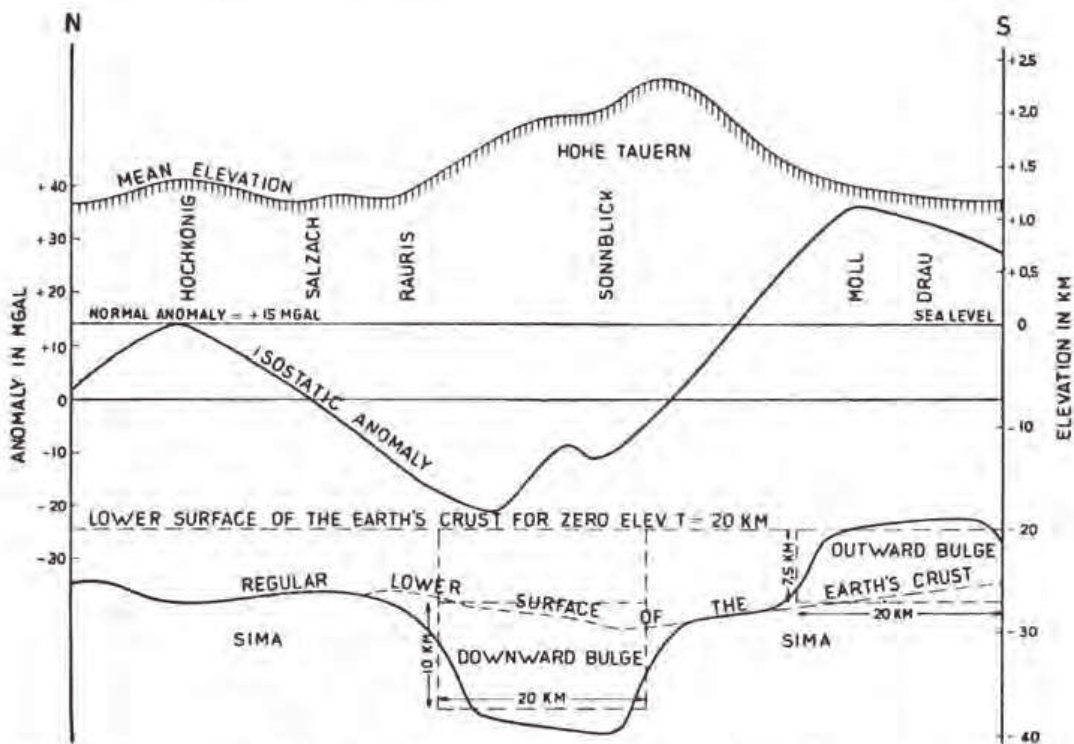 N
S
+ 2.5
+ 2.0
+ 1.5
+ 1.0
+ 0.5
0
-10
-20
-30
-40
ELEVATION IN KM
+ 40
+ 30
+ 20
+10
0
-10
-20
-30
ANOMALY IN MGAL
MEAN ELEVATION
HOHE TAUERN
HOCHKÖNIG
SALZACH
RAURIS
SONNBLICK
MÖLL
DRAU
NORMAL ANOMALY = +15 MGAL
SEA LEVEL
ISOSTATIC ANOMALY
LOWER SURFACE OF THE EARTH'S CRUST FOR ZERO ELEV T = 20 KM
7,5 KM
OUTWARD BULGE
REGULAR LOWER SURFACE OF THE EARTH'S CRUST
20 KM
SIMA
10 KM
DOWNWARD BULGE
SIMA
20 KM